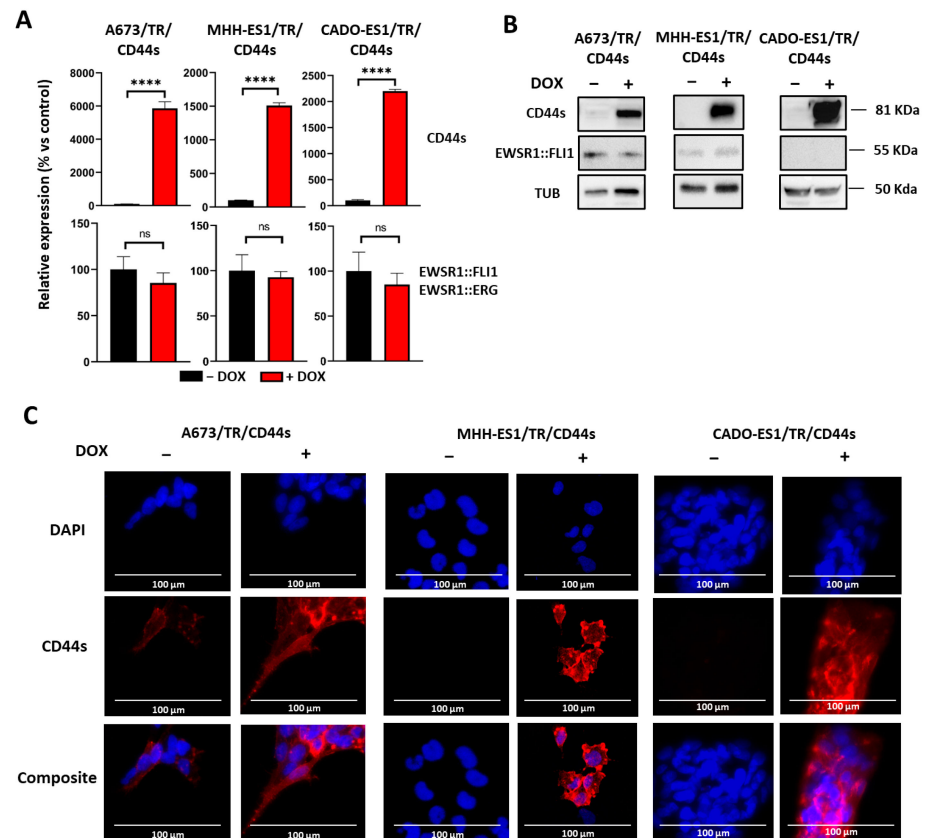 A
A673/TR/
CD44s
MHH-ES1/TR/
CD44s
CADO-ES1/TR/
CD44s
Relative expression (% vs control)
8000
6000
4000
2000
0
****
2000
1500
1000
500
0
****
2500
2000
1500
1000
500
0
****
CD44s
150
100
50
0
ns
150
100
50
0
ns
150
100
50
0
ns
EWSR1::FLI1
EWSR1::ERG
– DOX
+ DOX
B
A673/TR/
CD44s
MHH-ES1/TR/
CD44s
CADO-ES1/TR/
CD44s
DOX – + – + – +
CD44s
81 KDa
EWSR1::FLI1
55 KDa
TUB
50 Kda
C
A673/TR/CD44s
MHH-ES1/TR/CD44s
CADO-ES1/TR/CD44s
DOX – + – + – +
DAPI
100 µm 100 µm 100 µm 100 µm 100 µm 100 µm
CD44s
100 µm 100 µm 100 µm 100 µm 100 µm 100 µm
Composite
100 µm 100 µm 100 µm 100 µm 100 µm 100 µm